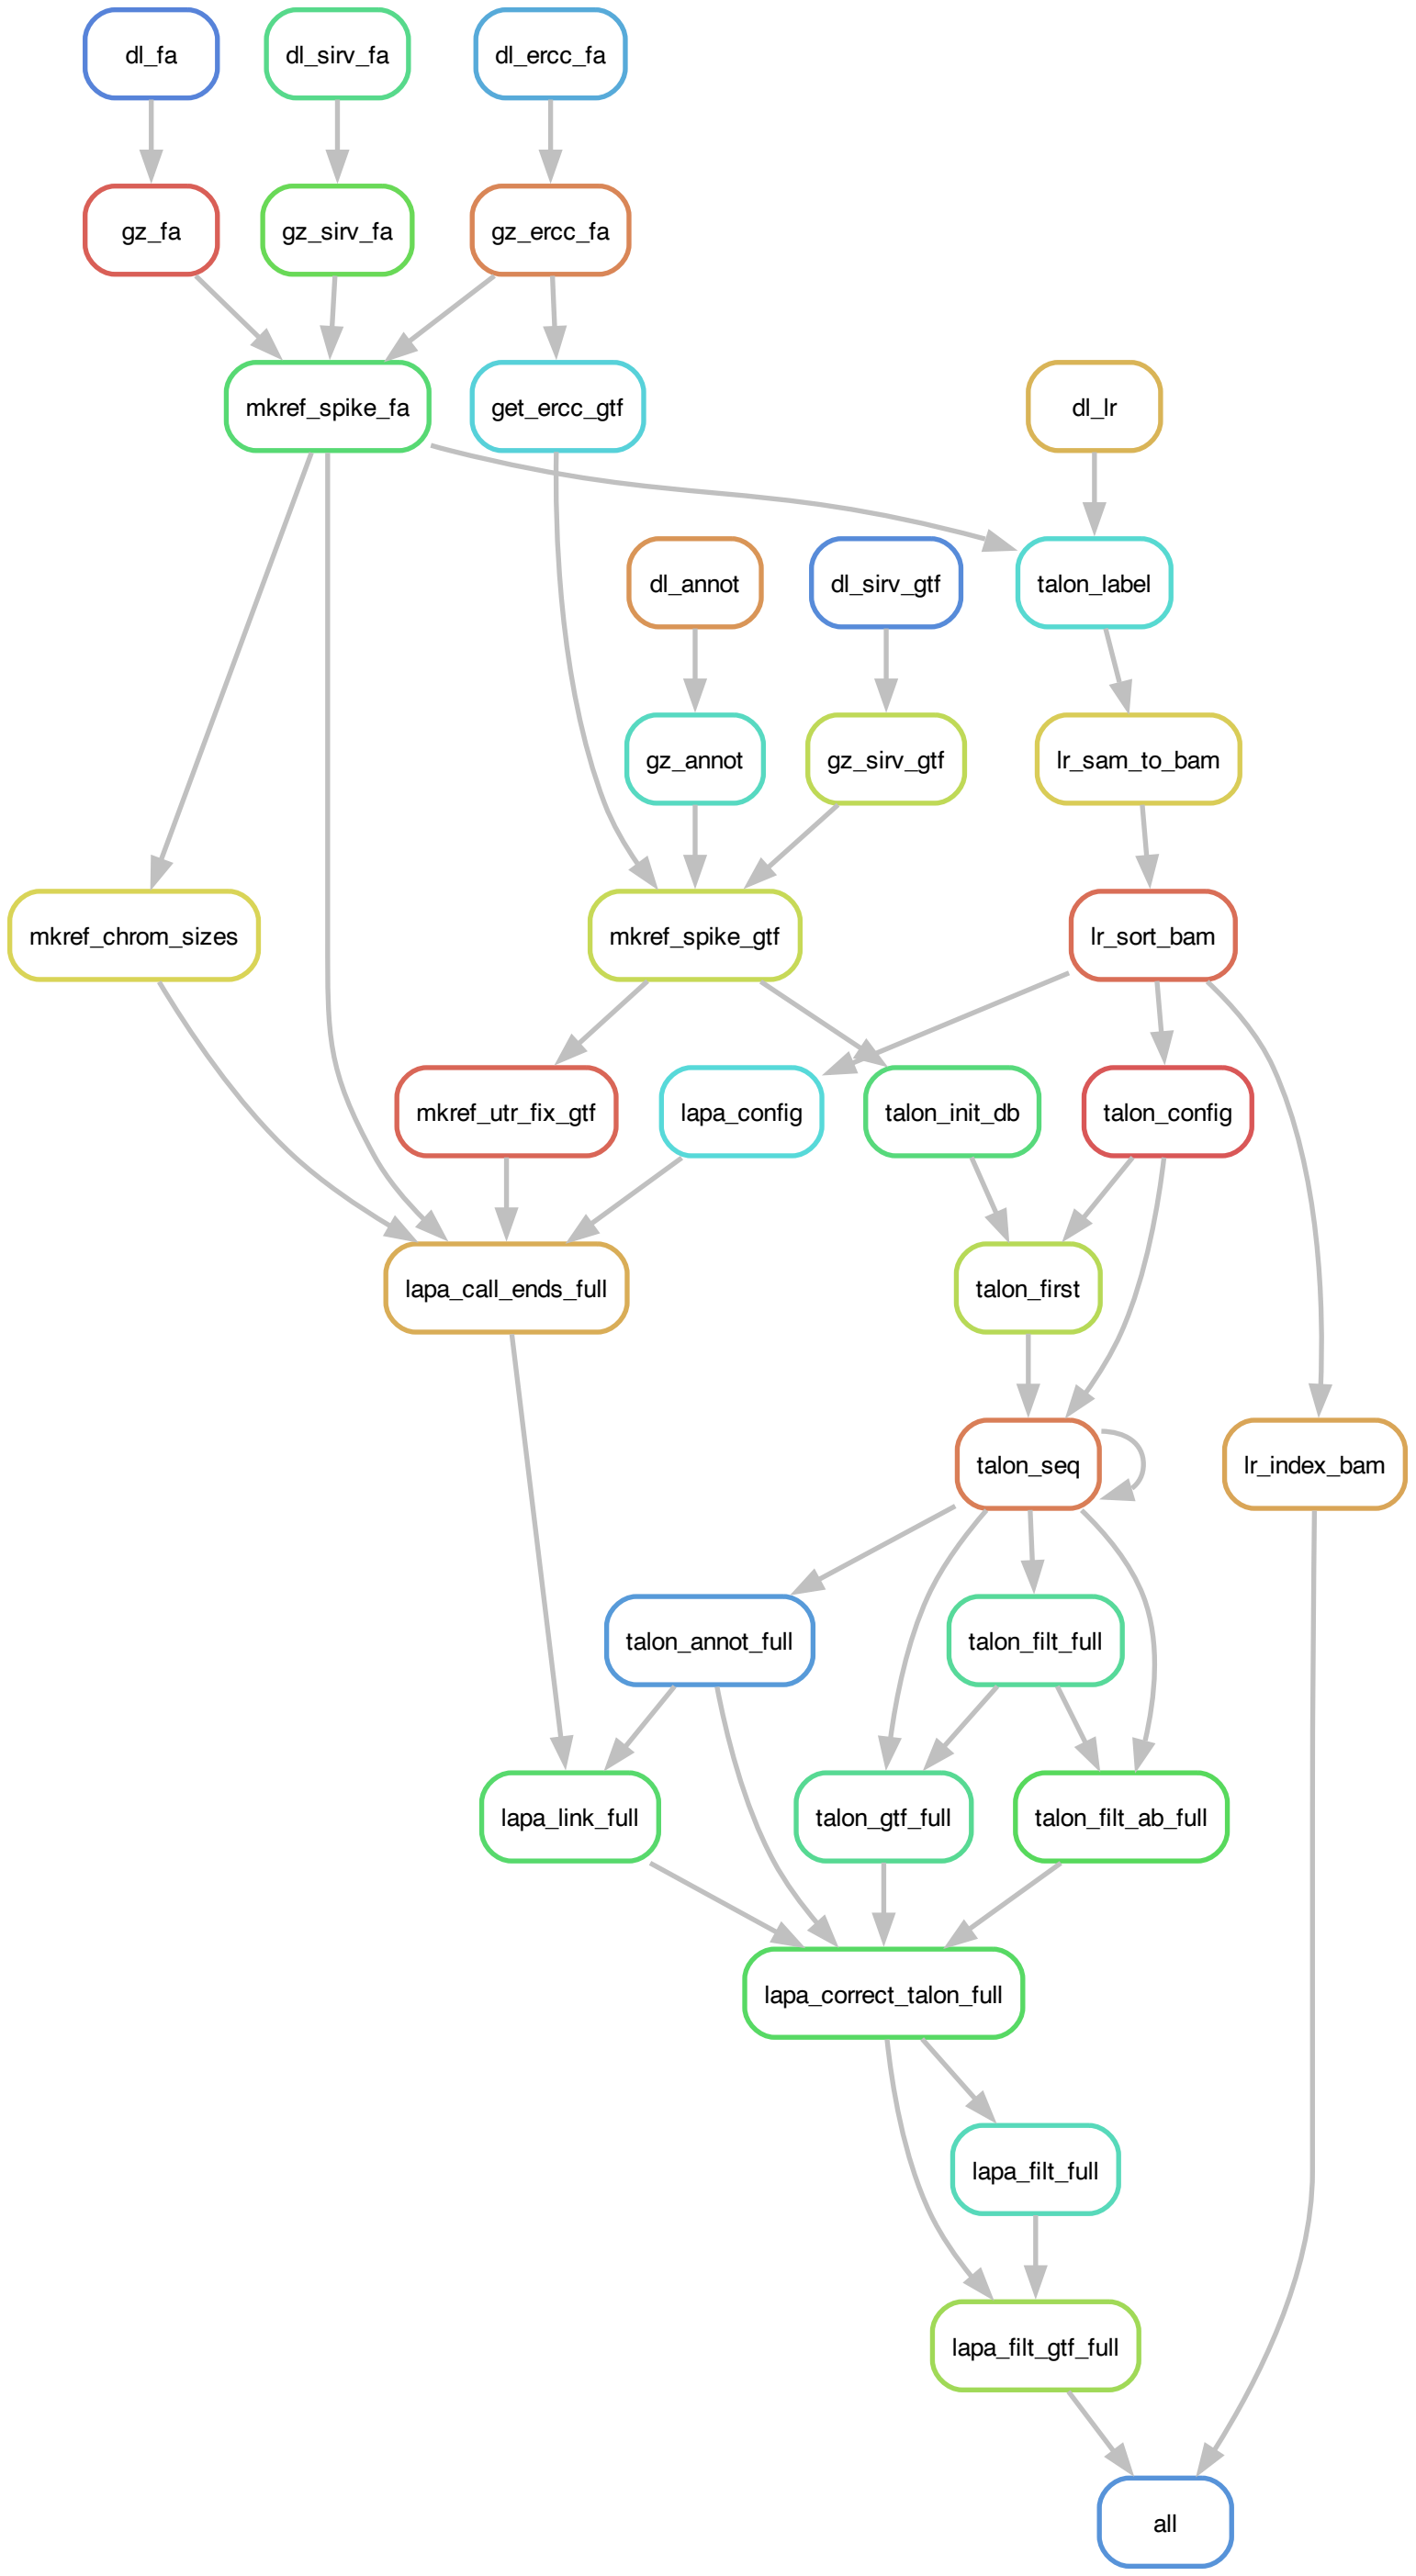 dl_fa
dl_sirv_fa
dl_ercc_fa
gz_fa
gz_sirv_fa
gz_ercc_fa
mkref_spike_fa
get_ercc_gtf
dl_lr
dl_annot
dl_sirv_gtf
talon_label
gz_annot
gz_sirv_gtf
lr_sam_to_bam
mkref_chrom_sizes
mkref_spike_gtf
lr_sort_bam
mkref_utr_fix_gtf
lapa_config
talon_init_db
talon_config
lapa_call_ends_full
talon_first
talon_seq
lr_index_bam
talon_annot_full
talon_filt_full
lapa_link_full
talon_gtf_full
talon_filt_ab_full
lapa_correct_talon_full
lapa_filt_full
lapa_filt_gtf_full
all